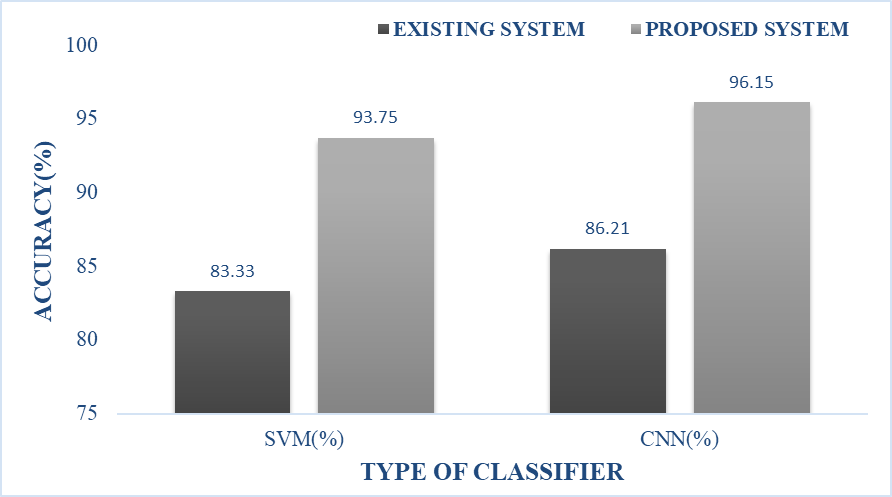 EXISTING SYSTEM PROPOSED SYSTEM
ACCURACY(%)
100
95
90
85
80
75
83.33
93.75
86.21
96.15
SVM(%) CNN(%)
TYPE OF CLASSIFIER